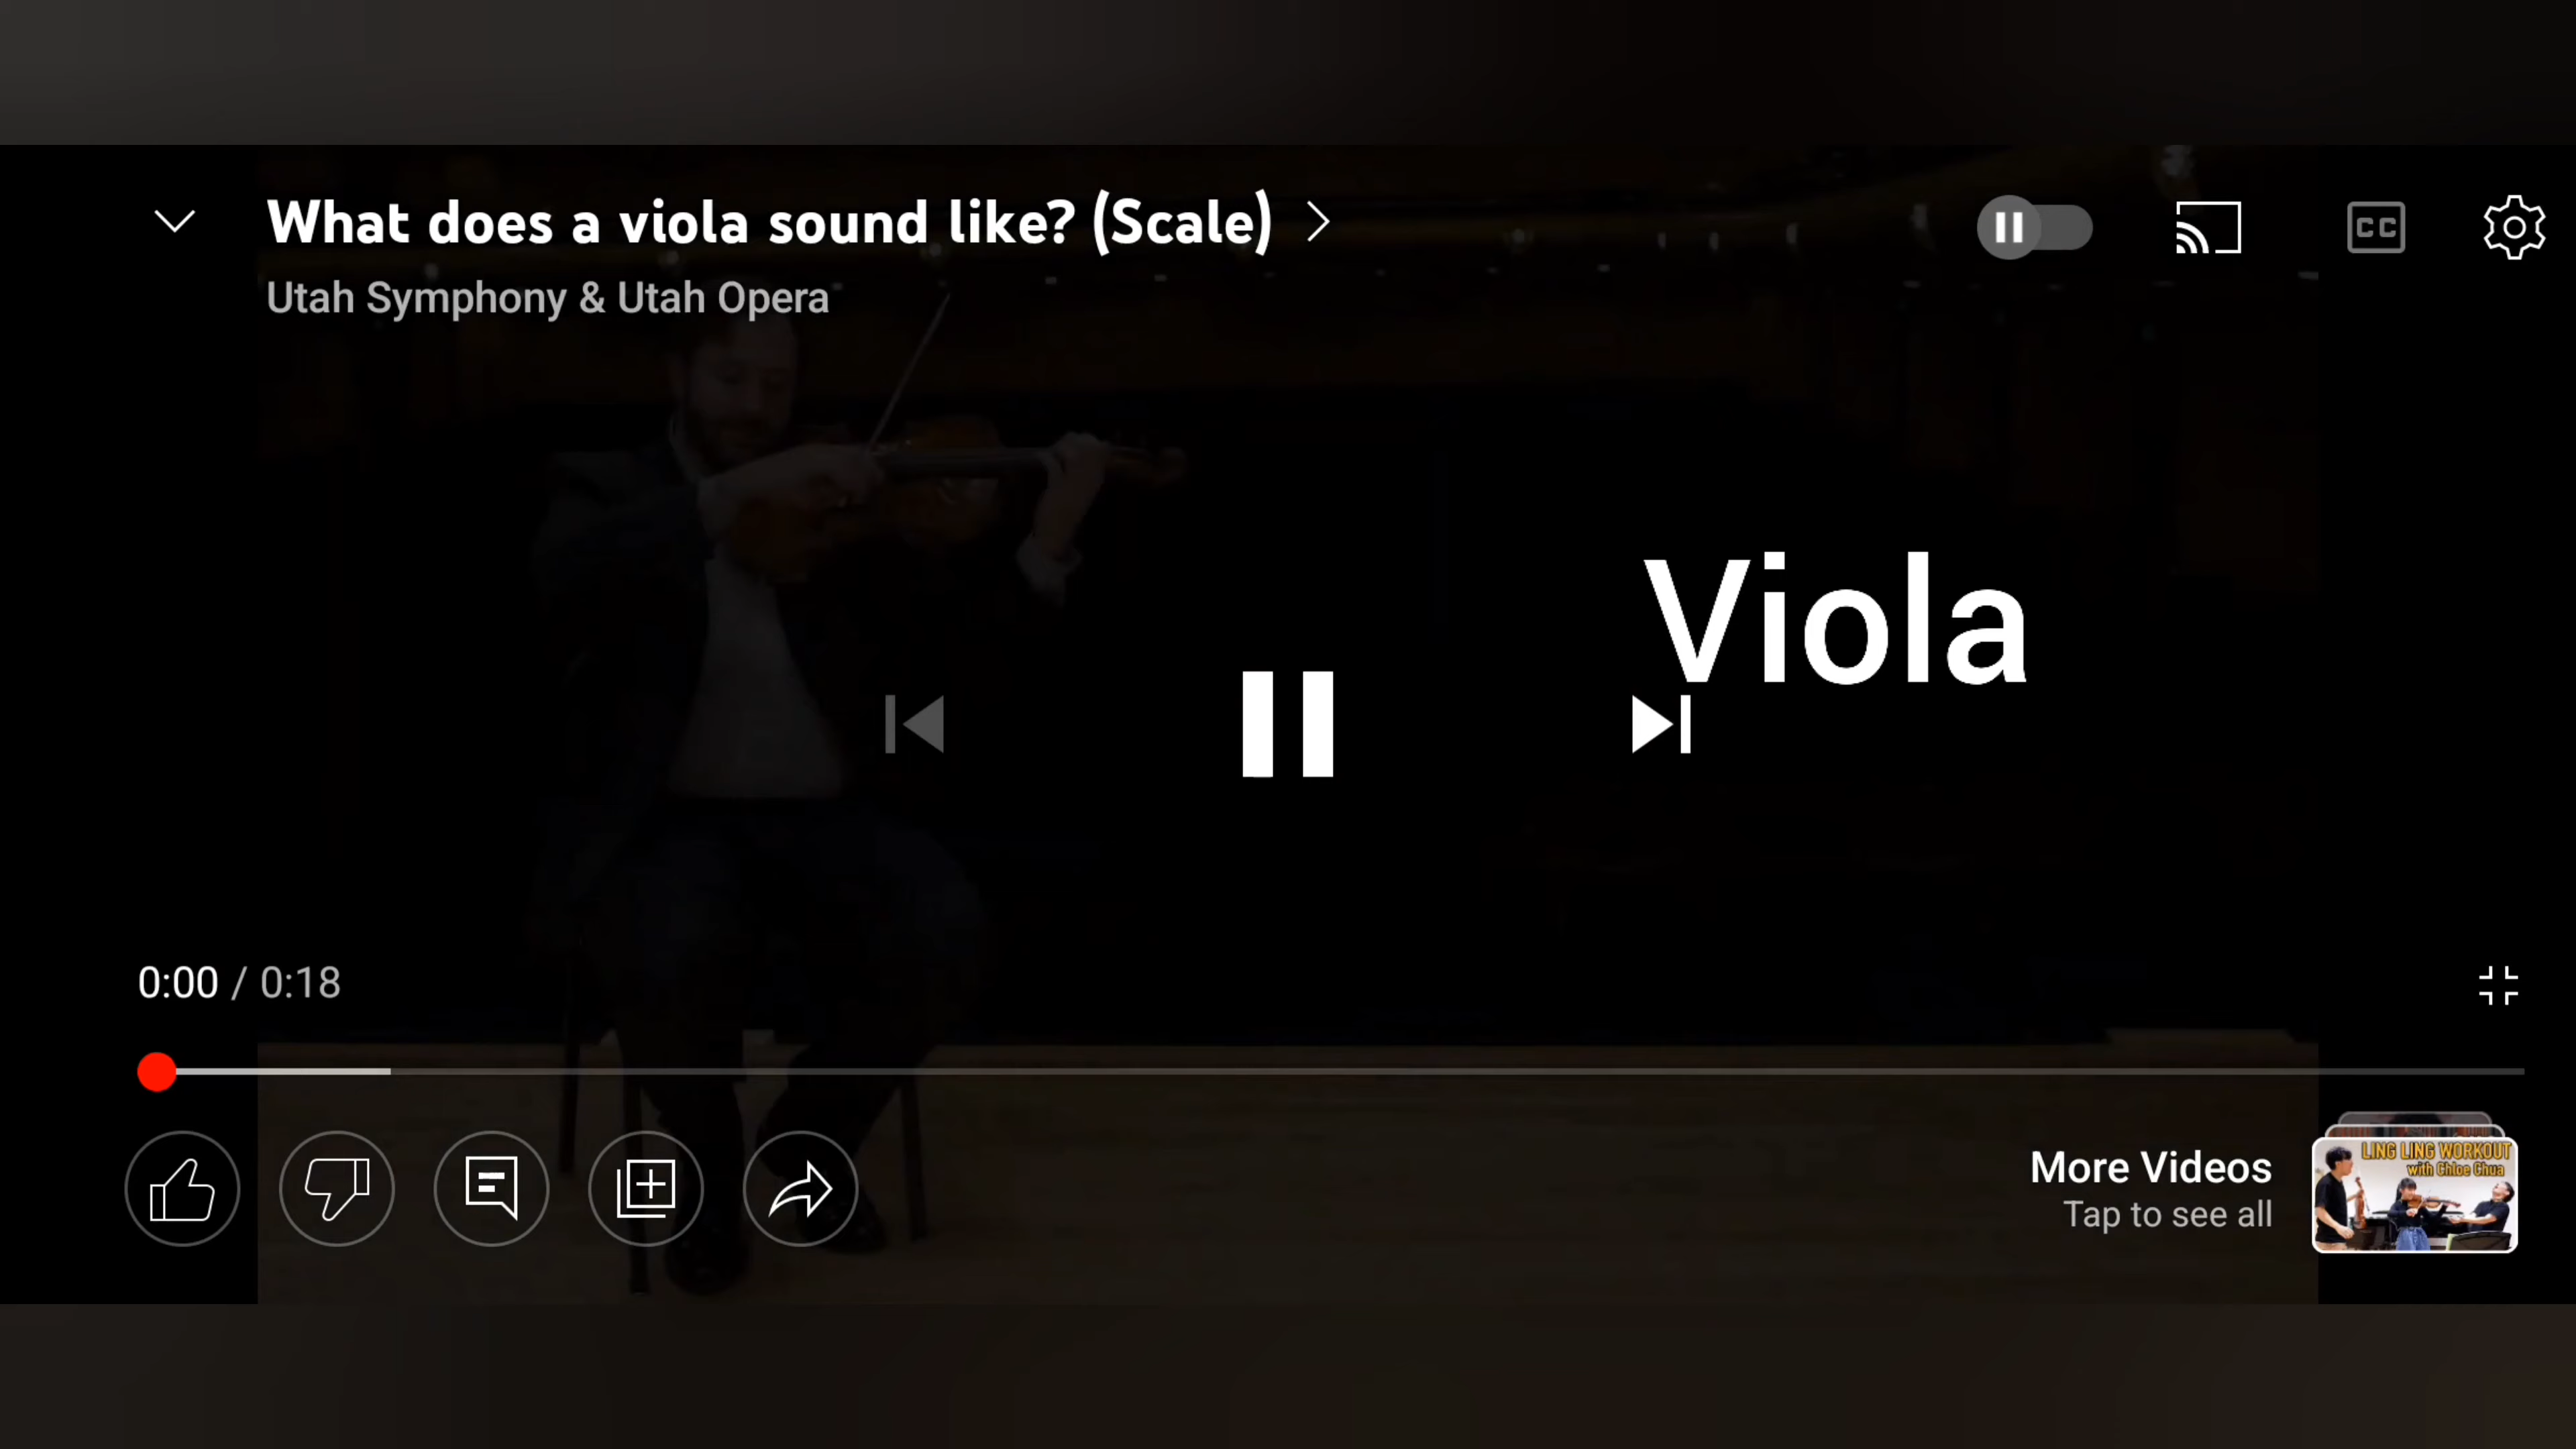 What does a viola sound like? (Scale)
Utah Symphony & Utah Opera
CC
Viola
0:00 / 0:18
More Videos
Tap to see all
LING LING WORKOUT
with Chloe Chua